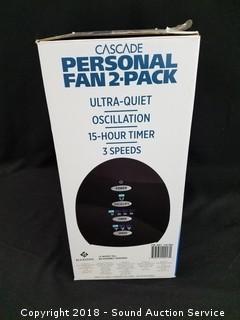 CASCADE
PERSONAL
FAN 2-PACK
ULTRA-QUIET
OSCILLATION
15-HOUR TIMER
3 SPEEDS
Copyright 2018 - Sound Auction Service